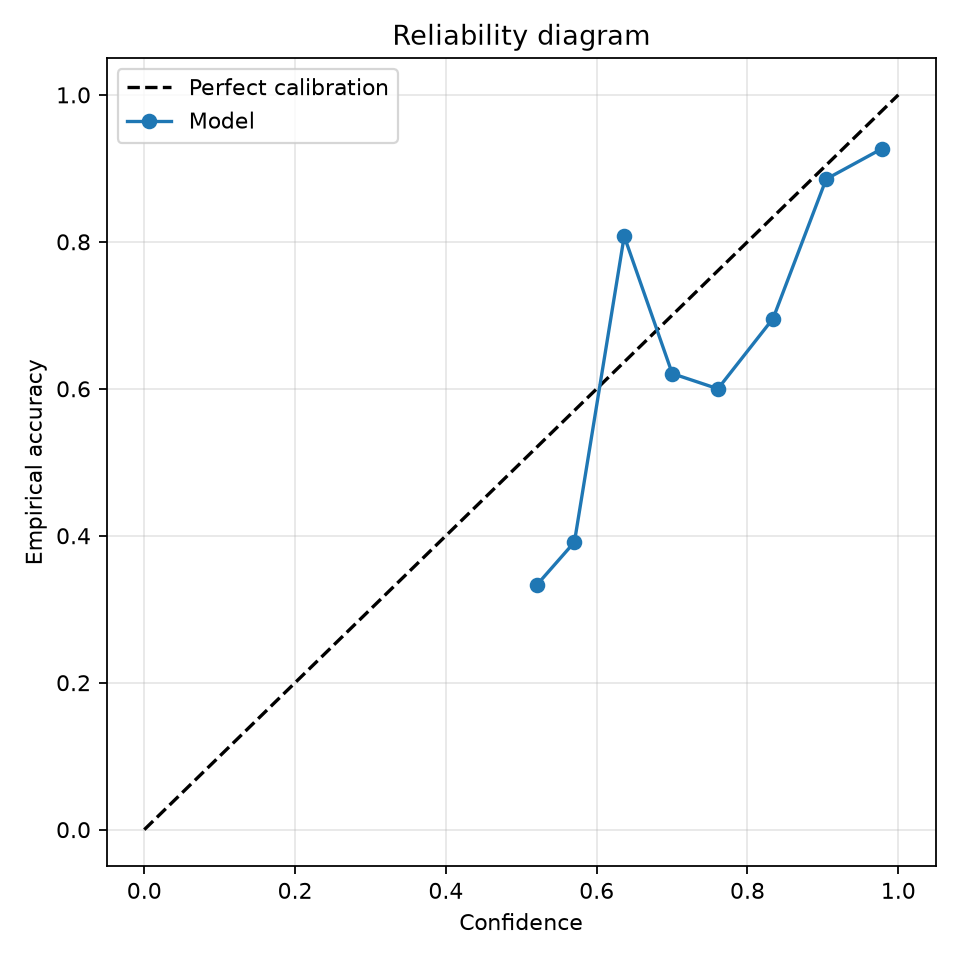 Reliability diagram
Perfect calibration
Model
1.0
0.8
0.6
0.4
0.2
0.0
Empirical accuracy
0.0 0.2 0.4 0.6 0.8 1.0
Confidence